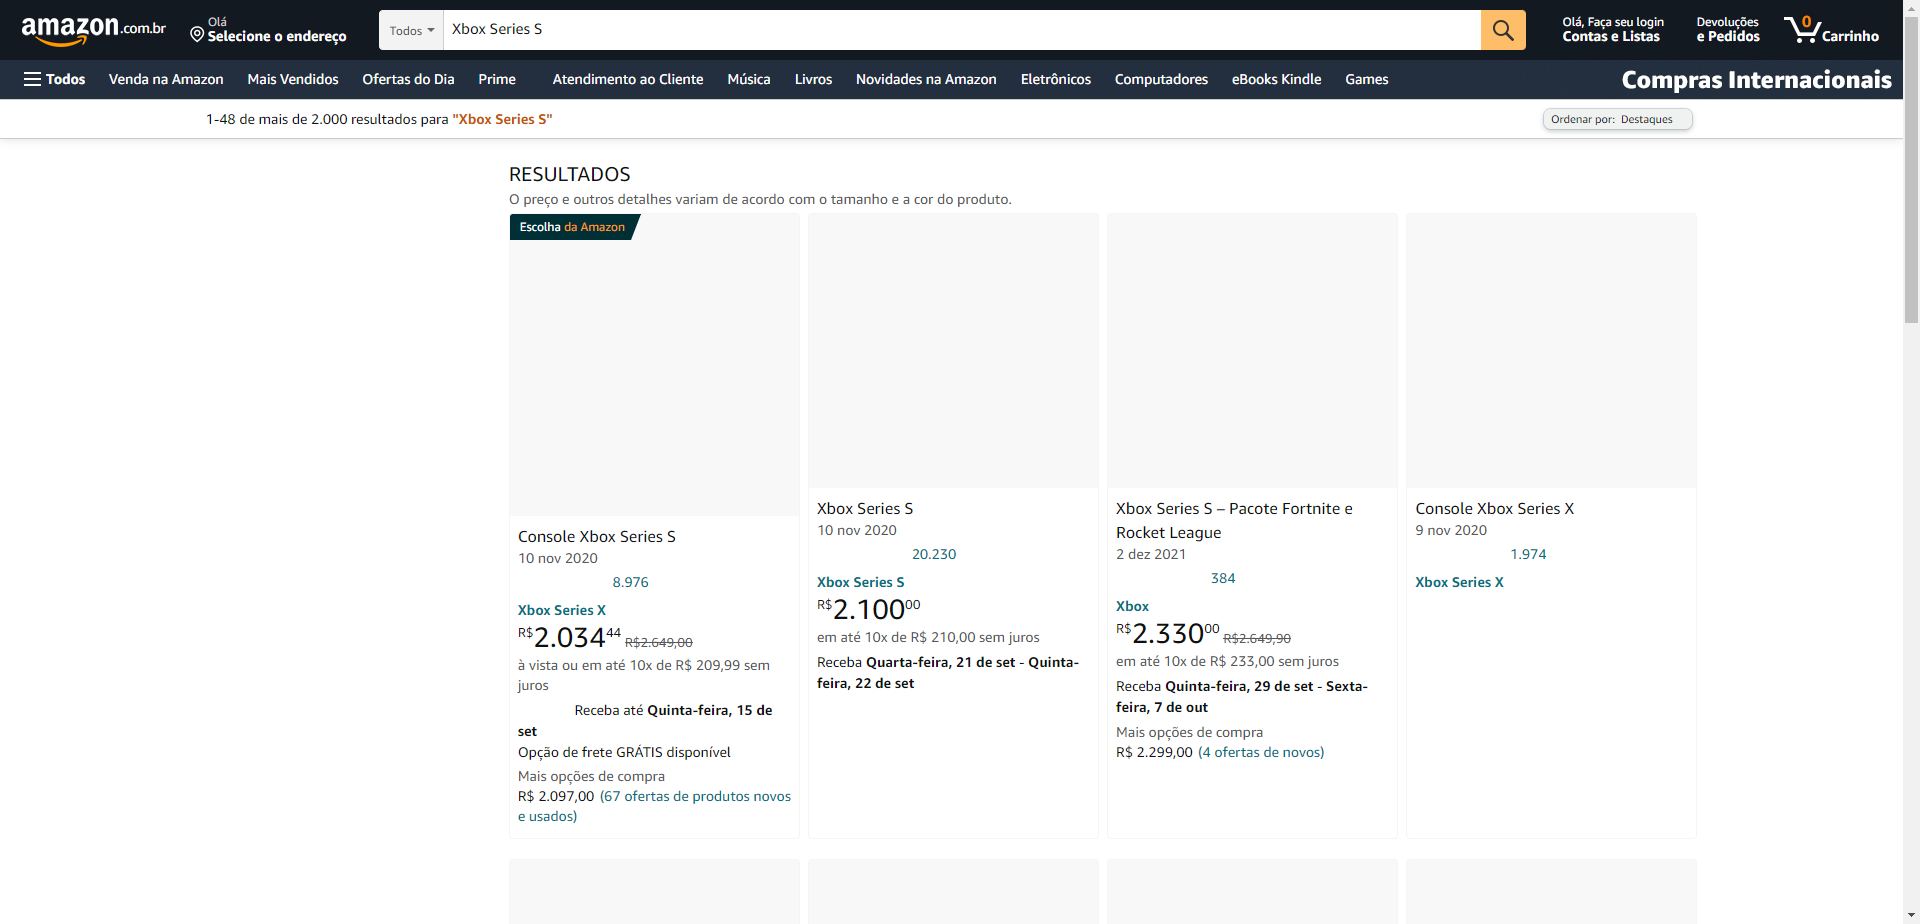 amazon.com.br
Olá
Selecione o endereço
Todos
Xbox Series S
Olá, Faça seu login
Contas e Listas
Devoluções
e Pedidos
0
Carrinho
Todos
Venda na Amazon
Mais Vendidos
Ofertas do Dia
Prime
Atendimento ao Cliente
Música
Livros
Novidades na Amazon
Eletrônicos
Computadores
eBooks Kindle
Games
Compras Internacionais
1-48 de mais de 2.000 resultados para "Xbox Series S"
Ordenar por: Destaques
RESULTADOS
O preço e outros detalhes variam de acordo com o tamanho e a cor do produto.
Escolha da Amazon
Console Xbox Series S
10 nov 2020
8.976
Xbox Series X
R$2.03444 R$2.649,00
à vista ou em até 10x de R$ 209,99 sem
juros
Receba até Quinta-feira, 15 de
set
Opção de frete GRÁTIS disponível
Mais opções de compra
R$ 2.097,00 (67 ofertas de produtos novos
e usados)
Xbox Series S
10 nov 2020
20.230
Xbox Series S
R$2.10000
em até 10x de R$ 210,00 sem juros
Receba Quarta-feira, 21 de set - Quinta-
feira, 22 de set
Xbox Series S – Pacote Fortnite e
Rocket League
2 dez 2021
384
Xbox
R$2.33000 R$2.649,90
em até 10x de R$ 233,00 sem juros
Receba Quinta-feira, 29 de set - Sexta-
feira, 7 de out
Mais opções de compra
R$ 2.299,00 (4 ofertas de novos)
Console Xbox Series X
9 nov 2020
1.974
Xbox Series X